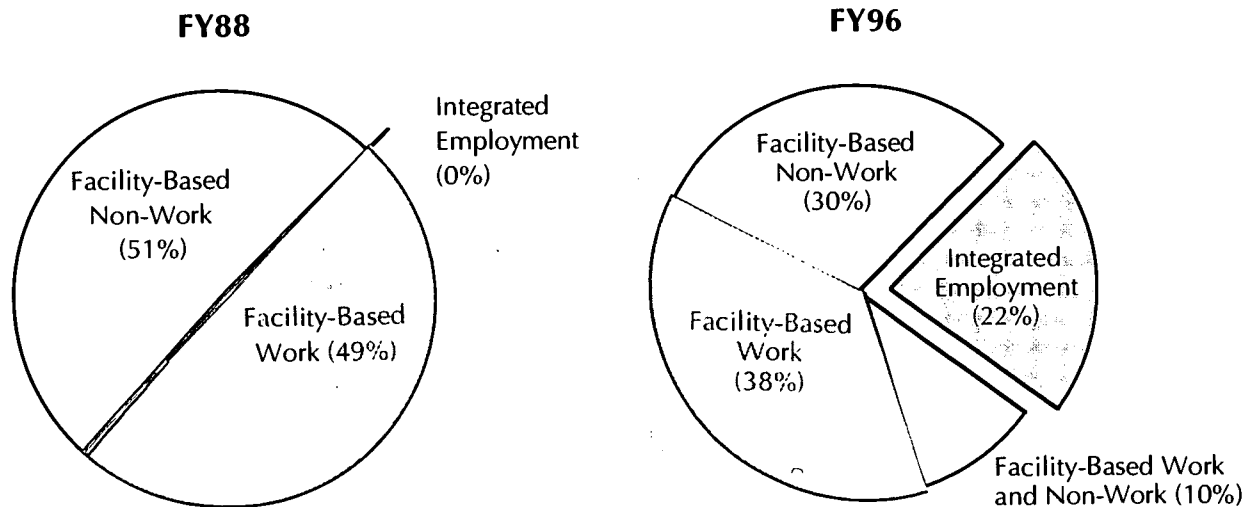 FY88
Integrated
Employment
(0%)
Facility-Based
Non-Work
(51%)
Facility-Based
Work (49%)
FY96
Facility-Based
Non-Work
(30%)
Integrated
Employment
(22%)
Facility-Based
Work
(38%)
Facility-Based Work
and Non-Work (10%)